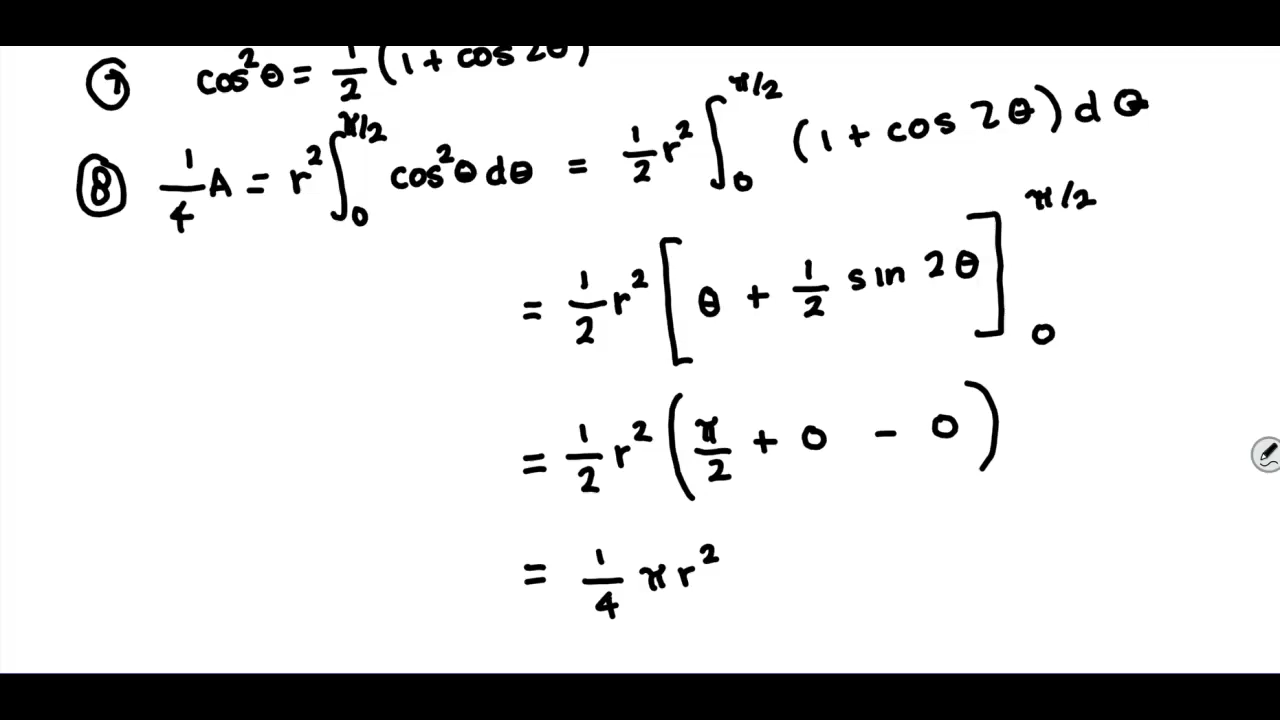 ⑦ cos²θ = 1/2 (1 + cos 2θ)
⑧ 1/4 A = r² ∫₀^(π/2) cos²θ dθ = 1/2 r² ∫₀^(π/2) (1 + cos 2θ) dθ
= 1/2 r² [θ + 1/2 sin 2θ]₀^(π/2)
= 1/2 r² (π/2 + 0 - 0)
= 1/4 π r²